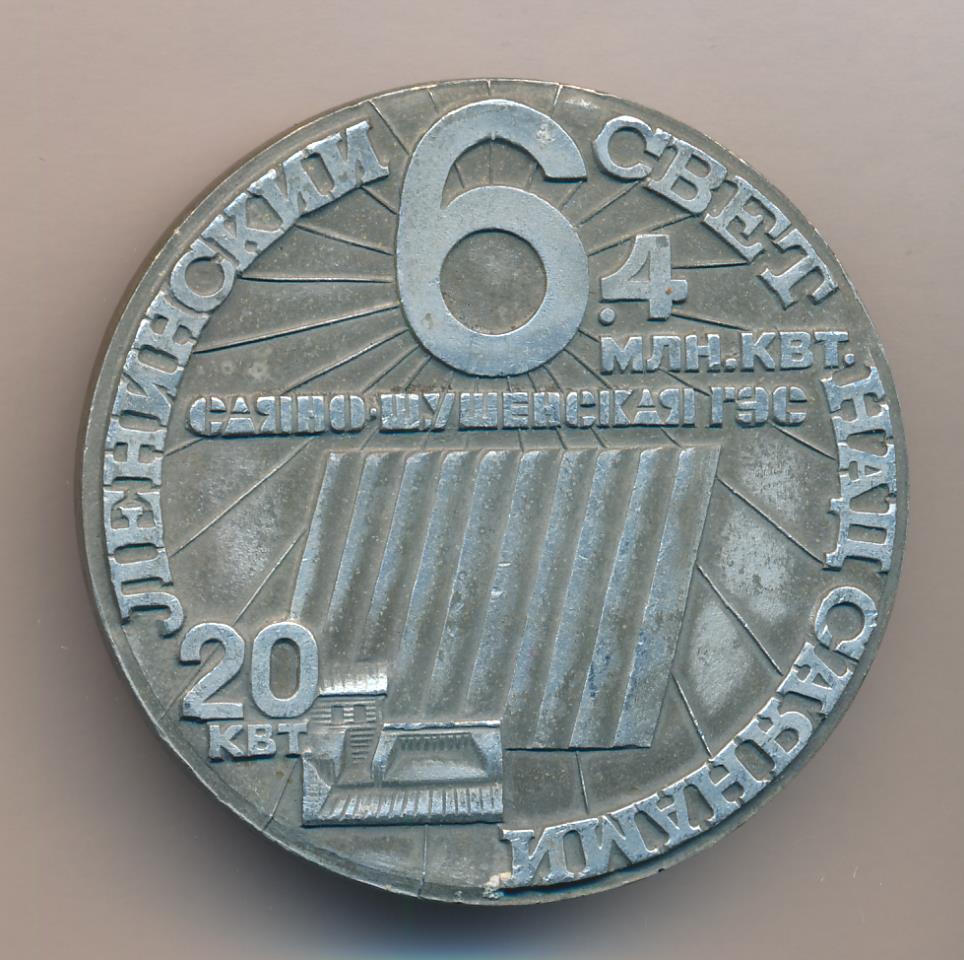 ЛЕНИНСКИЙ СВЕТ НАД САЯНАМИ
6.4
МЛН.КВТ.
САЯНО-ШУШЕНСКАЯ ГЭС
20
КВТ